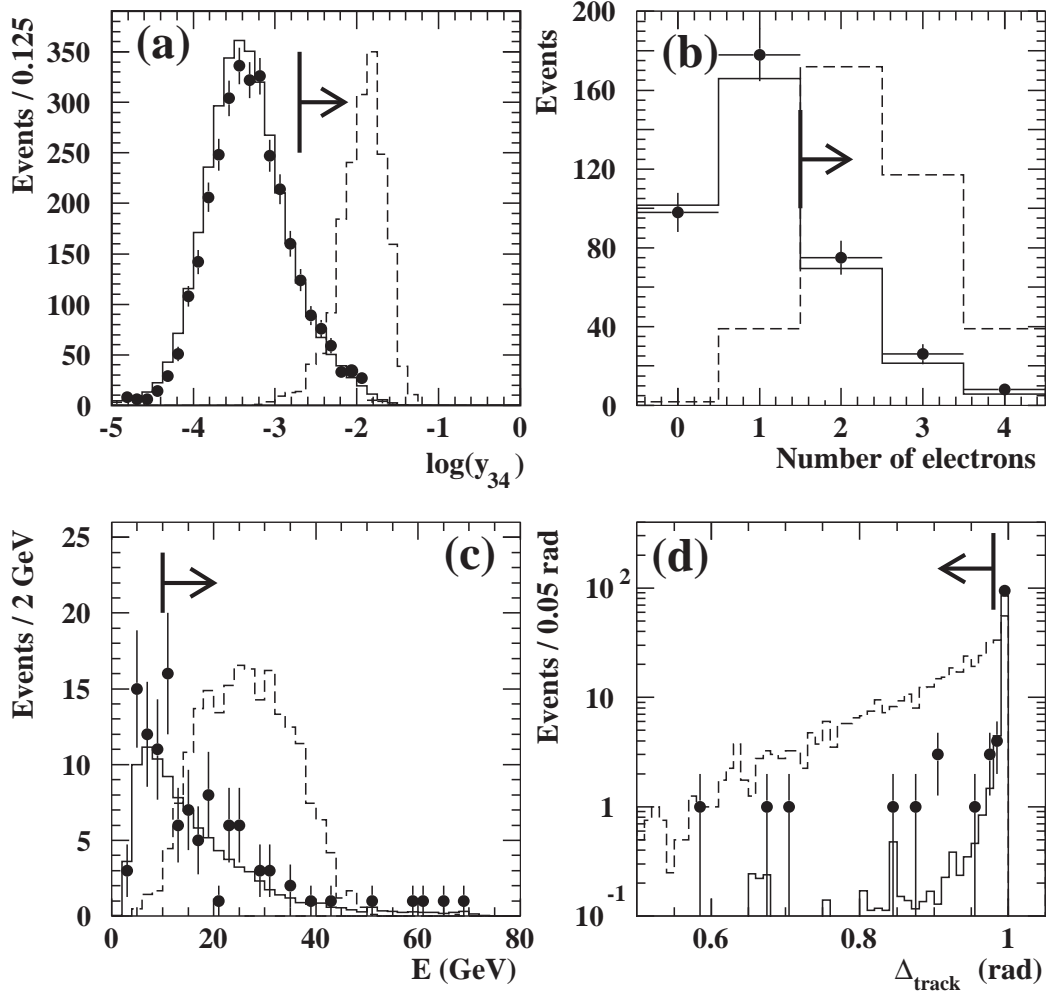 (a)
Events / 0.125
350
300
250
200
150
100
50
0
-5 -4 -3 -2 -1 0
log(y34)
(b)
Events
200
160
120
80
40
0
0 1 2 3 4
Number of electrons
(c)
Events / 2 GeV
25
20
15
10
5
0
0 20 40 60 80
E (GeV)
(d)
Events / 0.05 rad
10^2
10
1
10^-1
0.6 0.8 1
Δtrack (rad)